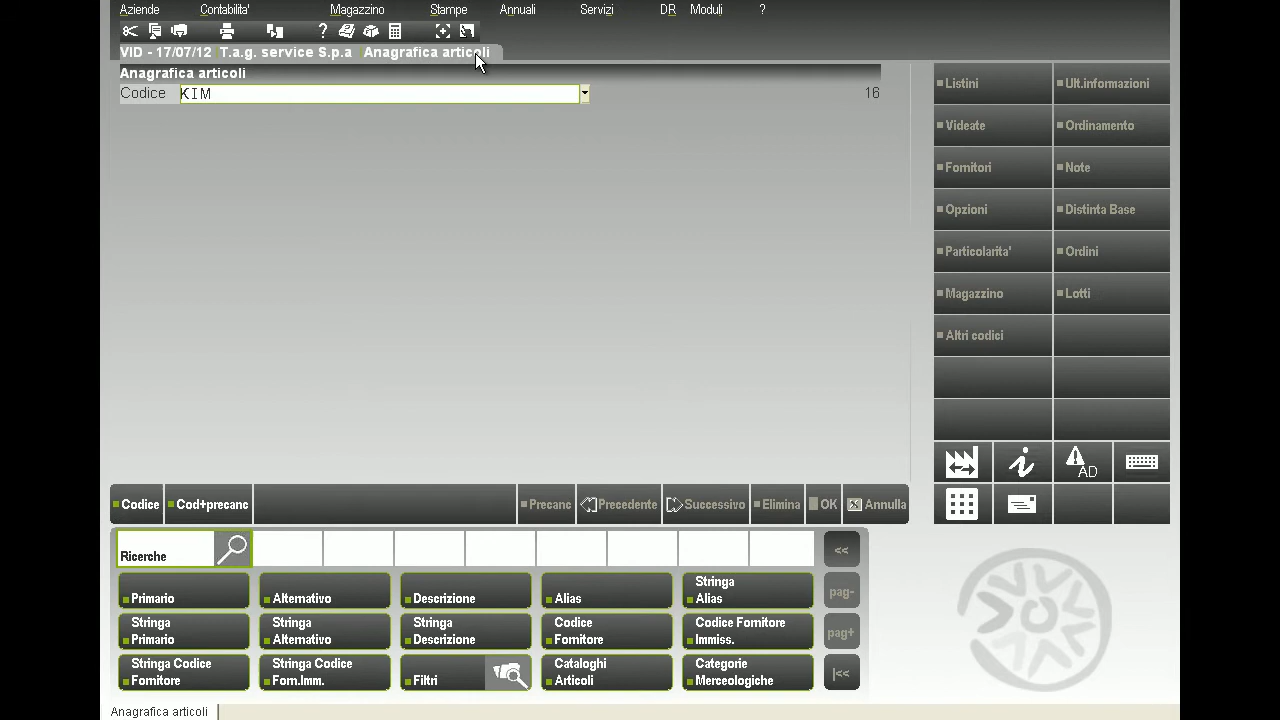 Aziende Contabilita' Magazzino Stampe Annuali Servizi DR Moduli ?
?
VID - 17/07/12 T.a.g. service S.p.a Anagrafica articoli
Anagrafica articoli
Codice KIM 16
Listini Ult.informazioni
Videate Ordinamento
Fornitori Note
Opzioni Distinta Base
Particolarita' Ordini
Magazzino Lotti
Altri codici
i AD
Codice Cod+precanc Precanc Precedente Successivo Elimina OK Annulla
Ricerche <<
Primario Alternativo Descrizione Alias Stringa Alias pag-
Stringa Primario Stringa Alternativo Stringa Descrizione Codice Fornitore Codice Fornitore Immiss. pag+
Stringa Codice Fornitore Stringa Codice Forn.Imm. Filtri Cataloghi Articoli Categorie Merceologiche |<<
Anagrafica articoli